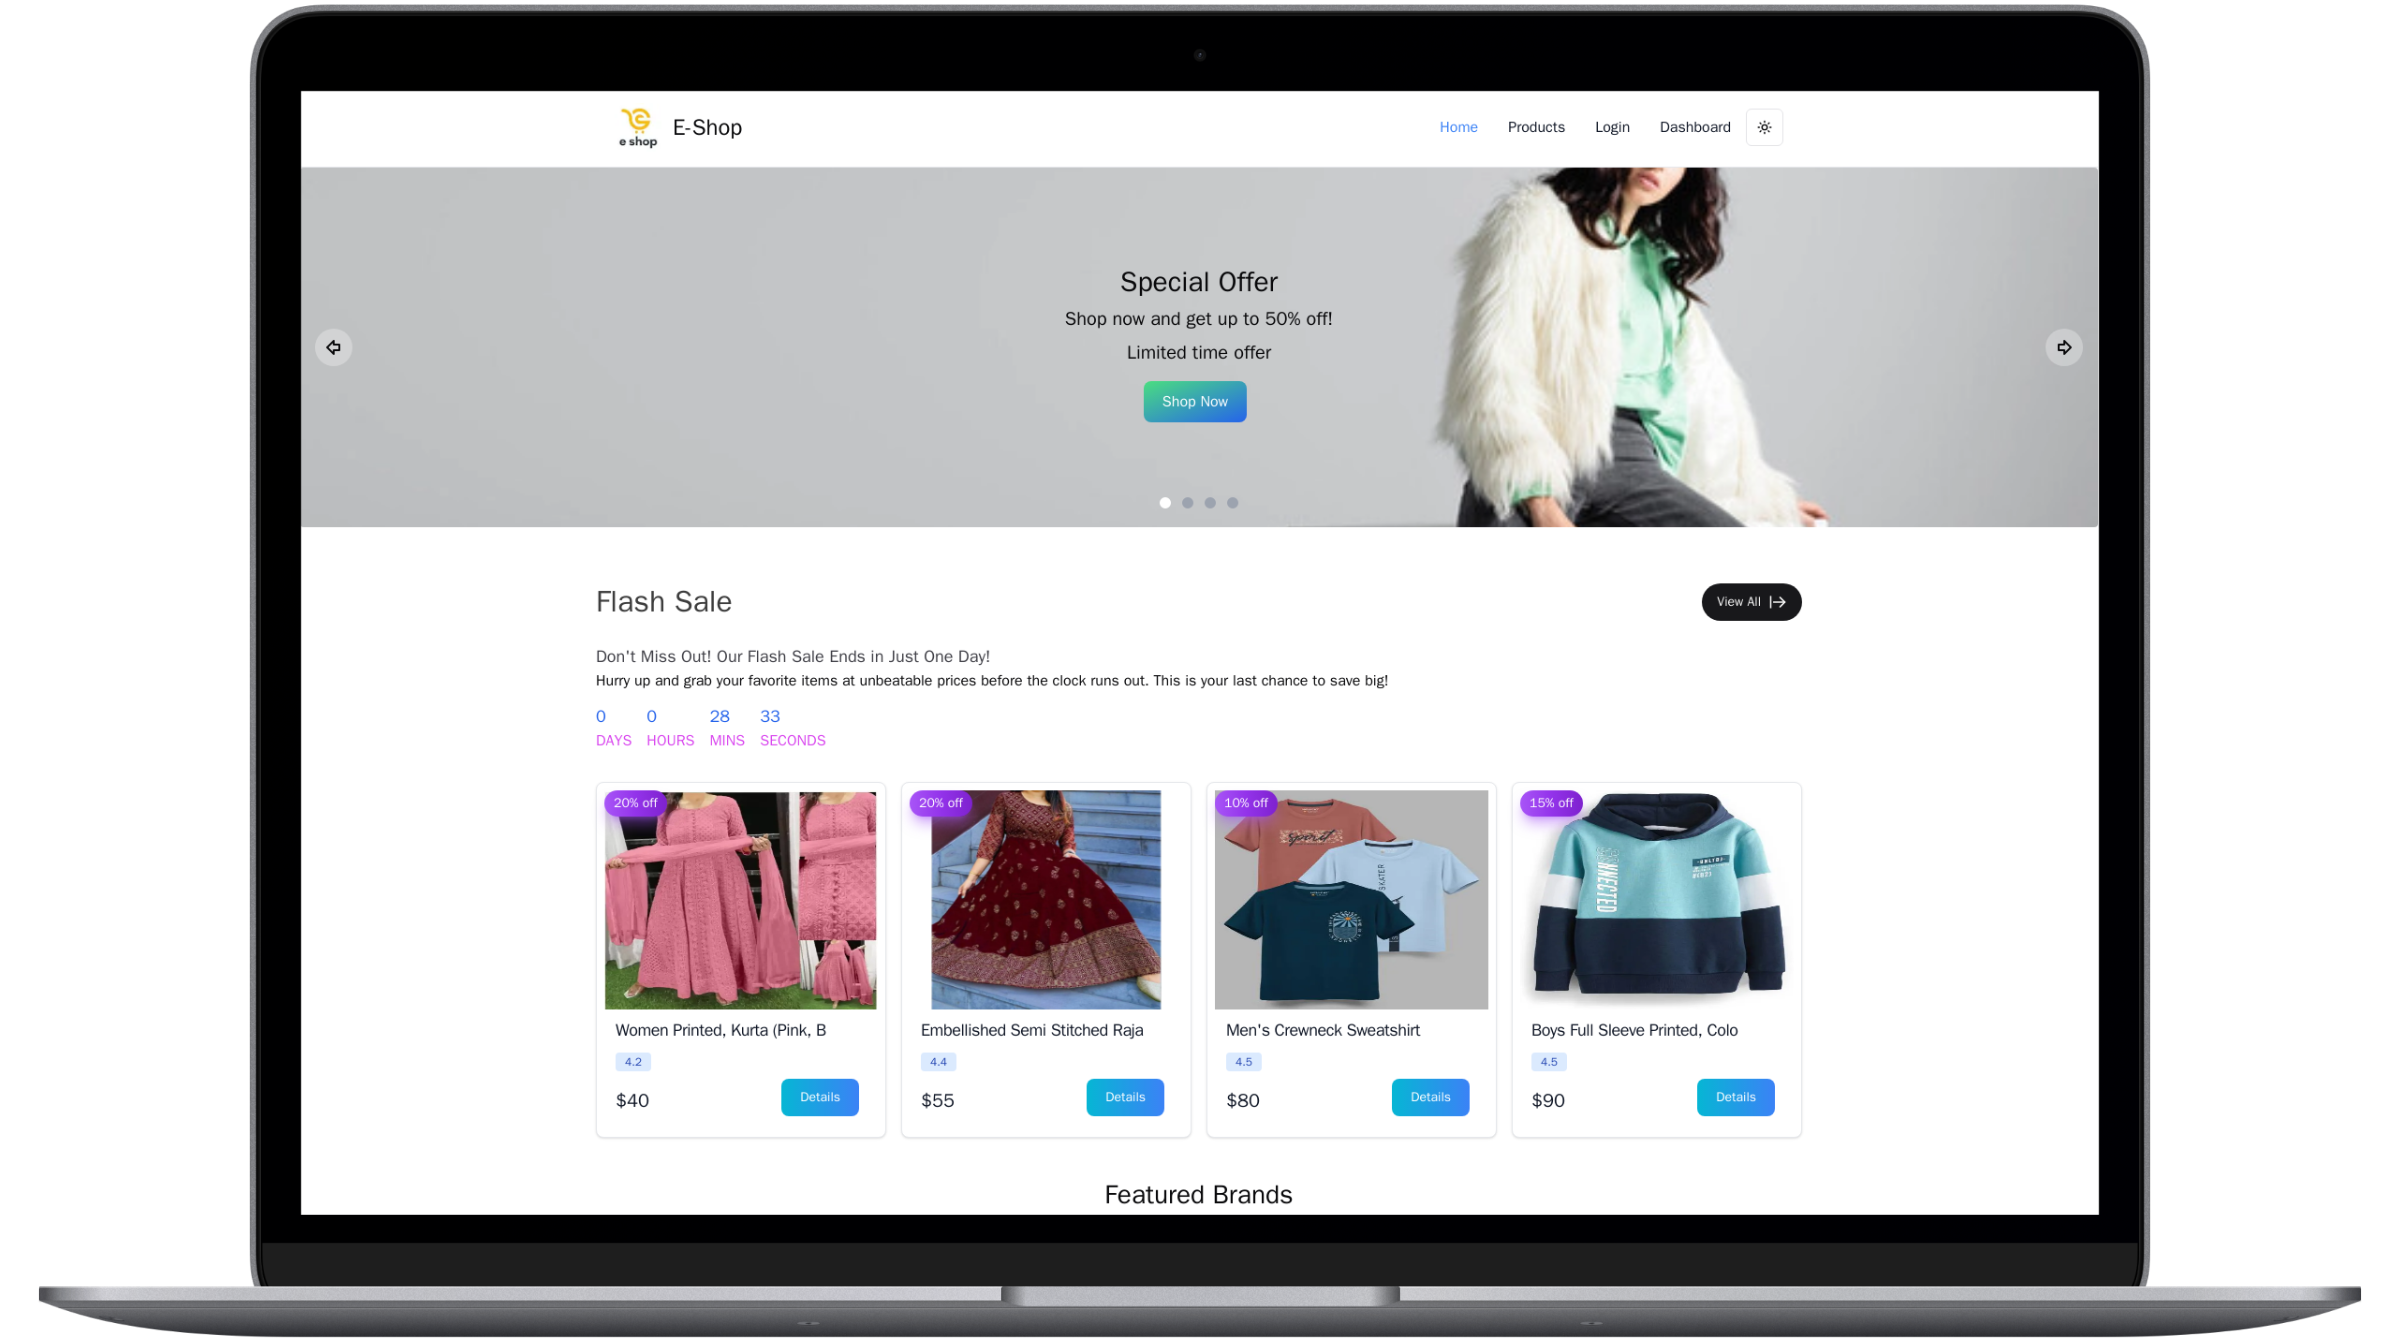 e shop
E-Shop
Home
Products
Login
Dashboard
Special Offer
Shop now and get up to 50% off!
Limited time offer
Shop Now
Flash Sale
View All
Don't Miss Out! Our Flash Sale Ends in Just One Day!
Hurry up and grab your favorite items at unbeatable prices before the clock runs out. This is your last chance to save big!
0 0 28 33
DAYS HOURS MINS SECONDS
20% off
Women Printed, Kurta (Pink, B
4.2
$40
Details
20% off
Embellished Semi Stitched Raja
4.4
$55
Details
10% off
SKATER
Men's Crewneck Sweatshirt
4.5
$80
Details
15% off
Boys Full Sleeve Printed, Colo
4.5
$90
Details
Featured Brands